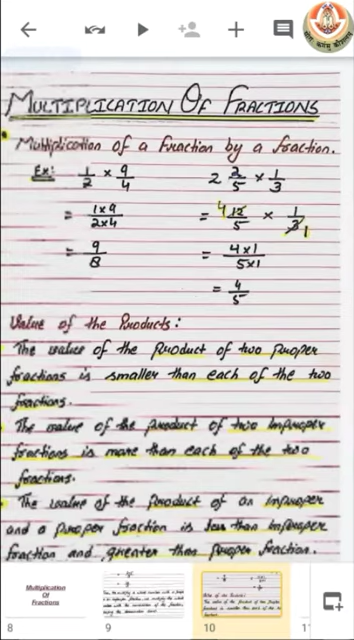 MULTIPLICATION OF FRACTIONS
Multiplication of a fraction by a fraction.
Ex: 1/2 × 9/4    2 2/5 × 1/3
= 1×9/2×4    = 4 12/5 × 1/3 1
= 9/8    = 4×1/5×1
= 4/5
Value of the Products:
The value of the product of two proper
fractions is smaller than each of the two
fractions.
The value of the product of two improper
fractions is more than each of the two
fractions.
The value of the product of an improper
and a proper fraction is less than improper
fraction and greater than proper fraction.
Multiplication
Of
Fractions
8
9
10
11